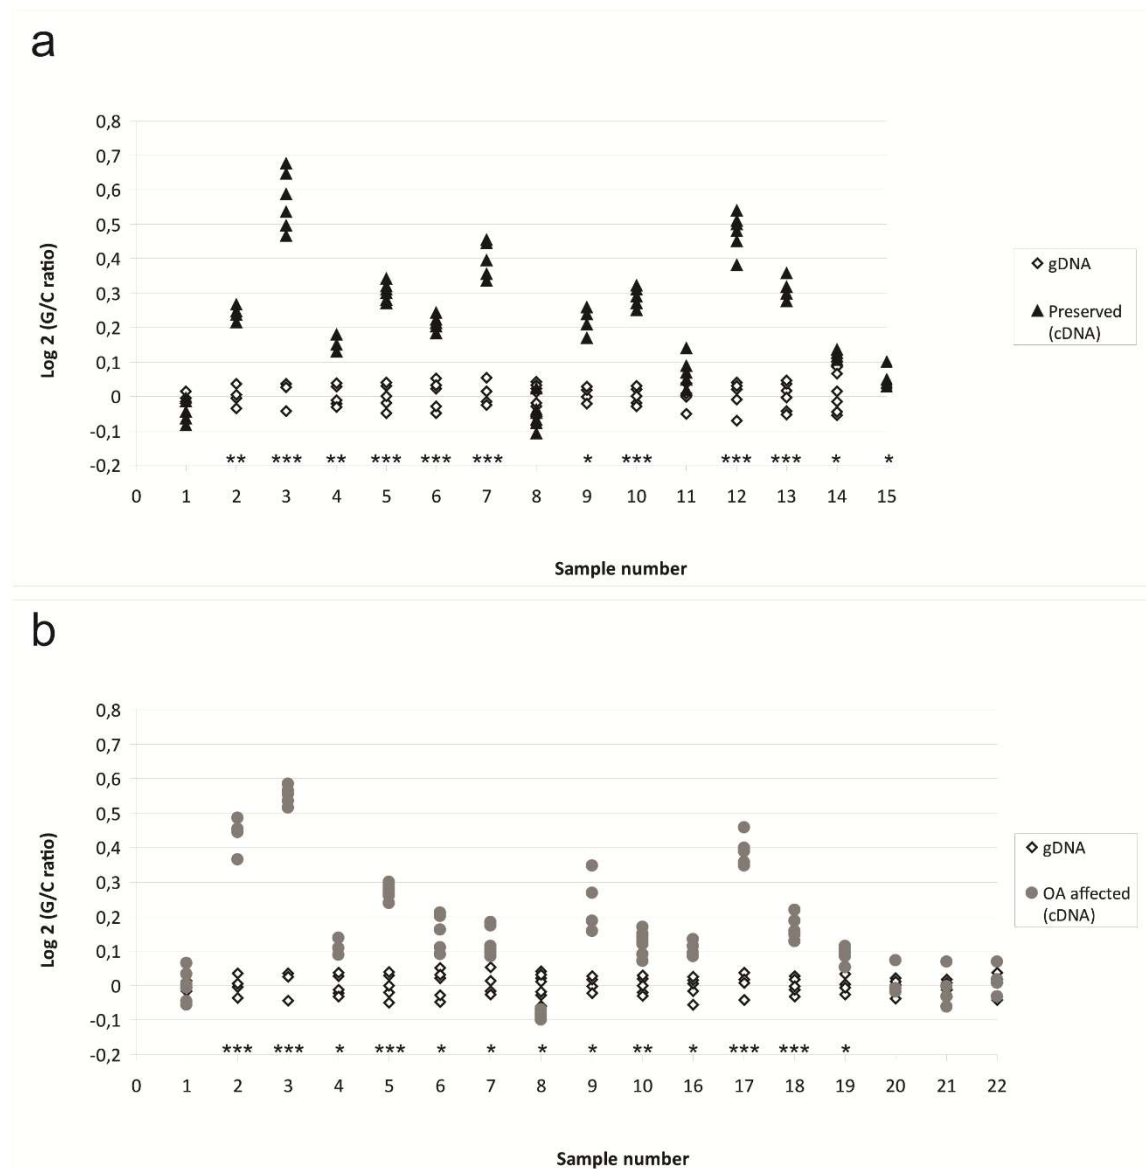 a
0,8
0,7
0,6
0,5
0,4
0,3
0,2
0,1
0
-0,1
-0,2
Log 2 (G/C ratio)
gDNA
Preserved
(cDNA)
** *** ** *** *** *** * *** *** *** * *
0 1 2 3 4 5 6 7 8 9 10 11 12 13 14 15
Sample number
b
0,8
0,7
0,6
0,5
0,4
0,3
0,2
0,1
0
-0,1
-0,2
Log 2 (G/C ratio)
gDNA
OA affected
(cDNA)
*** *** * *** * * * * ** * *** *** *
0 1 2 3 4 5 6 7 8 9 10 16 17 18 19 20 21 22
Sample number